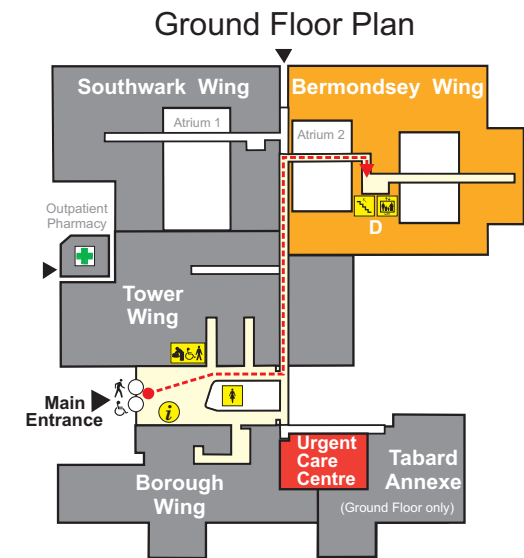 Ground Floor Plan
Southwark Wing
Bermondsey Wing
Atrium 1
Atrium 2
Outpatient
Pharmacy
D
Tower
Wing
Main
Entrance
i
Urgent
Care
Centre
Tabard
Annexe
(Ground Floor only)
Borough
Wing